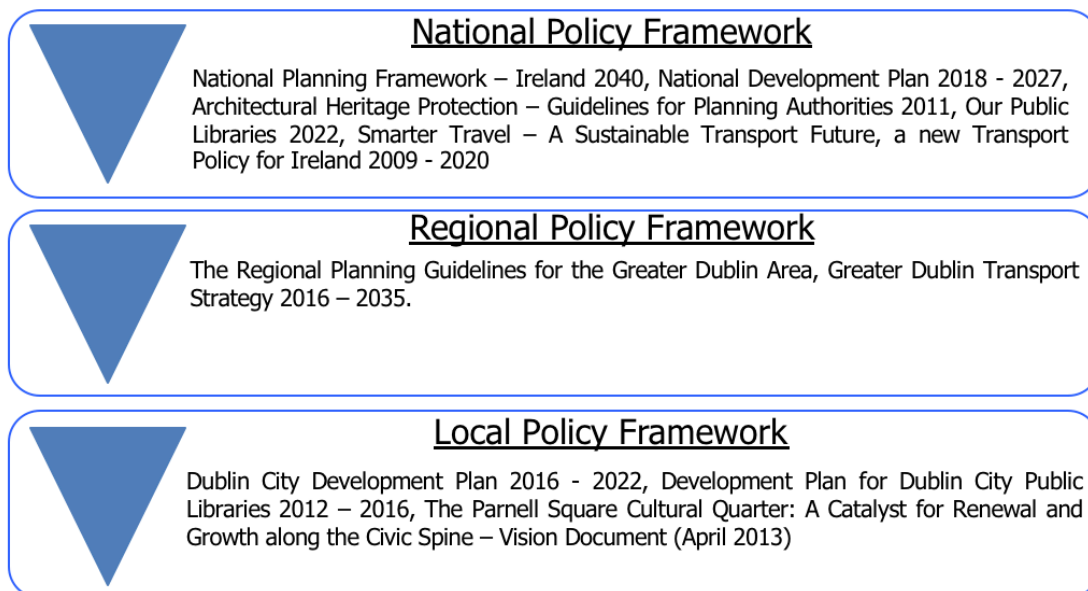 National Policy Framework
National Planning Framework – Ireland 2040, National Development Plan 2018 - 2027,
Architectural Heritage Protection – Guidelines for Planning Authorities 2011, Our Public
Libraries 2022, Smarter Travel – A Sustainable Transport Future, a new Transport
Policy for Ireland 2009 - 2020
Regional Policy Framework
The Regional Planning Guidelines for the Greater Dublin Area, Greater Dublin Transport
Strategy 2016 – 2035.
Local Policy Framework
Dublin City Development Plan 2016 - 2022, Development Plan for Dublin City Public
Libraries 2012 – 2016, The Parnell Square Cultural Quarter: A Catalyst for Renewal and
Growth along the Civic Spine – Vision Document (April 2013)